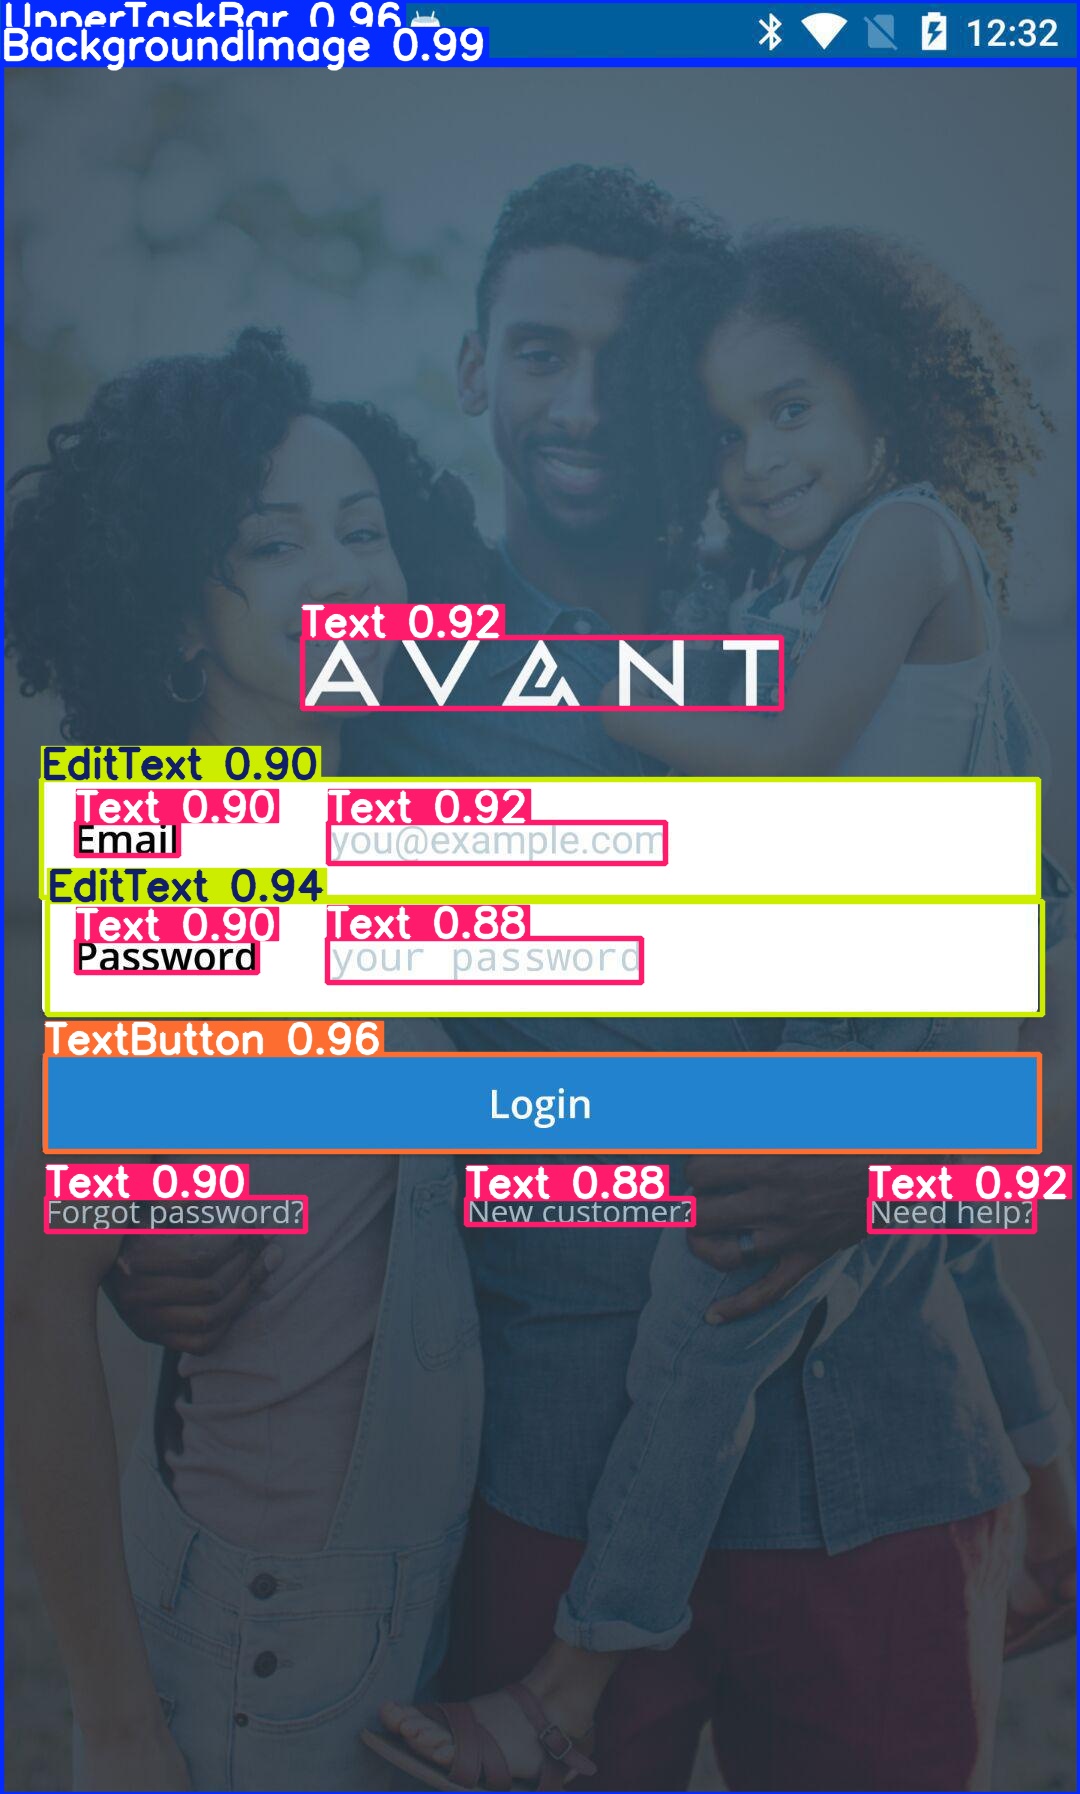 UpperTaskBar 0.96
BackgroundImage 0.99
12:32
Text 0.92
AVANT
EditText 0.90
Text 0.90 Text 0.92
Email you@example.com
EditText 0.94
Text 0.90 Text 0.88
Password your password
TextButton 0.96
Login
Text 0.90 Text 0.88 Text 0.92
Forgot password? New customer? Need help?